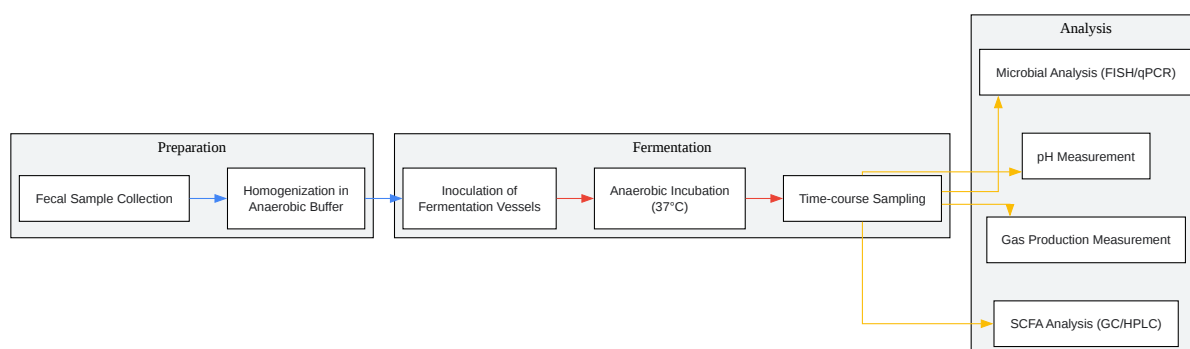 Analysis
Microbial Analysis (FISH/qPCR)
Preparation
Fermentation
pH Measurement
Fecal Sample Collection
Homogenization in
Anaerobic Buffer
Inoculation of
Fermentation Vessels
Anaerobic Incubation
(37°C)
Time-course Sampling
Gas Production Measurement
SCFA Analysis (GC/HPLC)